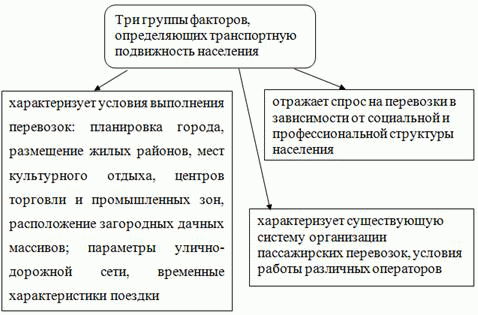 Три группы факторов,
определяющих транспортную
подвижность населения
характеризует условия выполнения
перевозок: планировка города,
размещение жилых районов, мест
культурного отдыха, центров
торговли и промышленных зон,
расположение загородных дачных
массивов; параметры улично-
дорожной сети, временные
характеристики поездки
отражает спрос на перевозки в
зависимости от социальной и
профессиональной структуры
населения
характеризует существующую
систему организации
пассажирских перевозок, условия
работы различных операторов